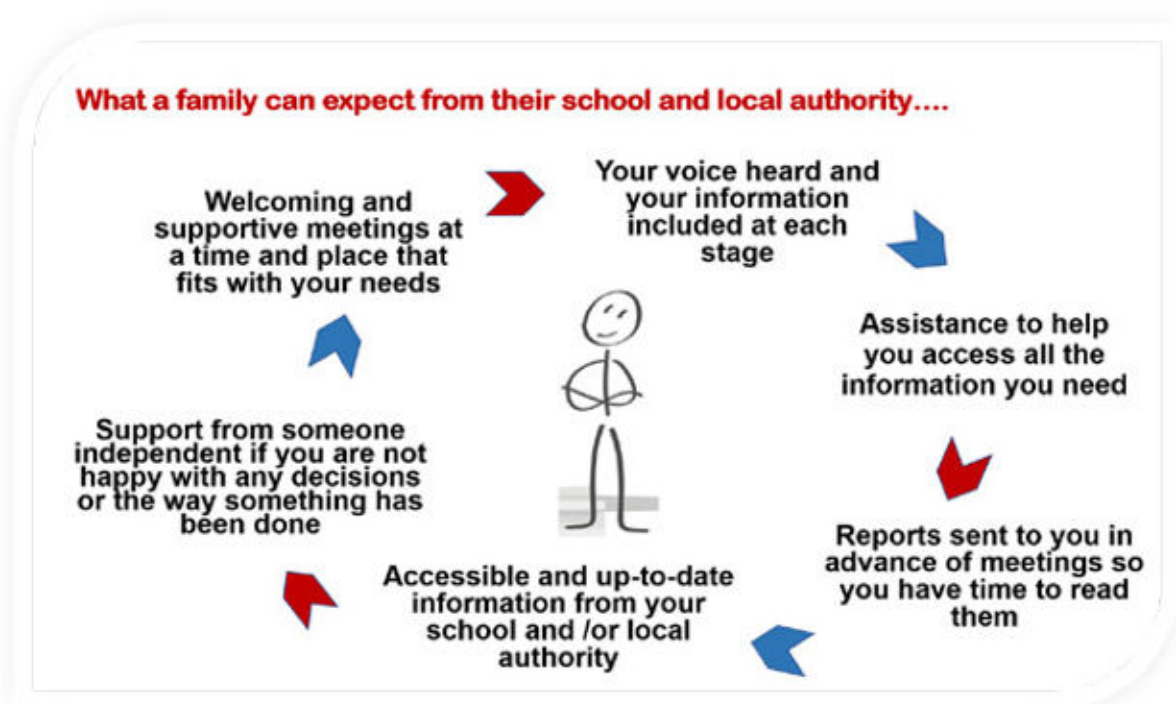 What a family can expect from their school and local authority....
Welcoming and
supportive meetings at
a time and place that
fits with your needs
Your voice heard and
your information
included at each
stage
Assistance to help
you access all the
information you need
Reports sent to you in
advance of meetings so
you have time to read
them
Accessible and up-to-date
information from your
school and /or local
authority
Support from someone
independent if you are not
happy with any decisions
or the way something has
been done